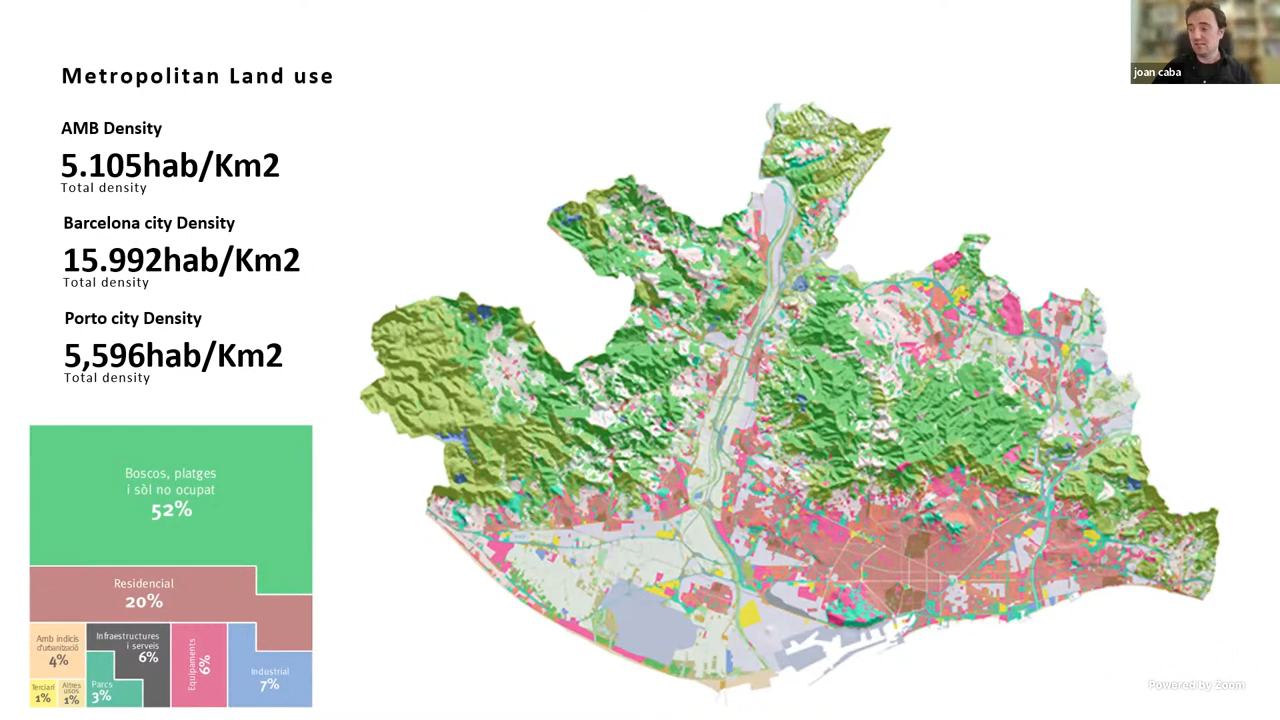 joan caba
Metropolitan Land use
AMB Density
5.105hab/Km2
Total density
Barcelona city Density
15.992hab/Km2
Total density
Porto city Density
5,596hab/Km2
Total density
Boscos, platges
i sòl no ocupat
52%
Residencial
20%
Amb indicis
d'urbanització
4%
Infraestructures
i serveis
6%
Equipaments
6%
Industrial
7%
Terciari
1%
Altres
usos
1%
Parcs
3%
Powered by Zoom